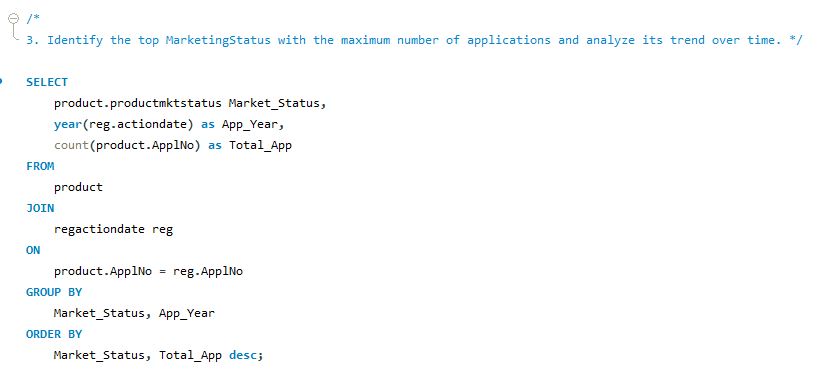 /*
3. Identify the top MarketingStatus with the maximum number of applications and analyze its trend over time. */
SELECT
product.productmktstatus Market_Status,
year(reg.actiondate) as App_Year,
count(product.ApplNo) as Total_App
FROM
product
JOIN
regactiondate reg
ON
product.ApplNo = reg.ApplNo
GROUP BY
Market_Status, App_Year
ORDER BY
Market_Status, Total_App desc;